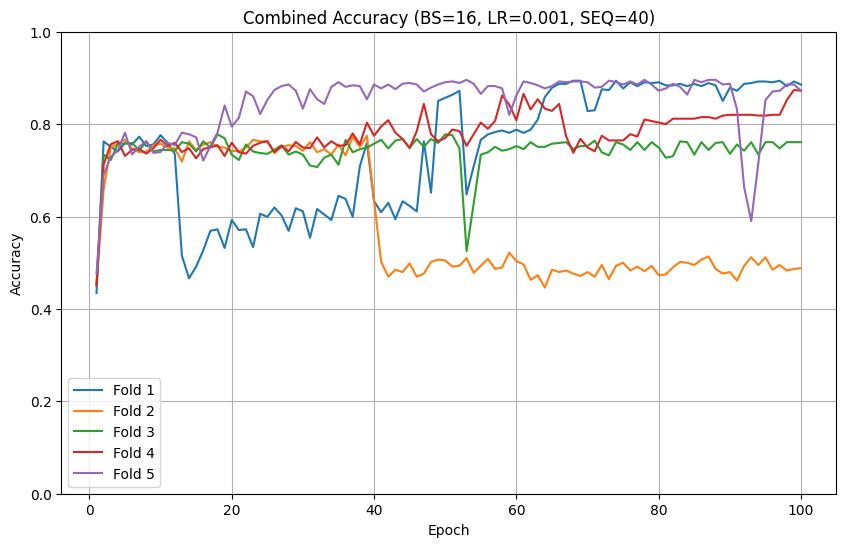 Combined Accuracy (BS=16, LR=0.001, SEQ=40)
1.0
0.8
0.6
0.4
0.2
0.0
Accuracy
Fold 1
Fold 2
Fold 3
Fold 4
Fold 5
0 20 40 60 80 100
Epoch